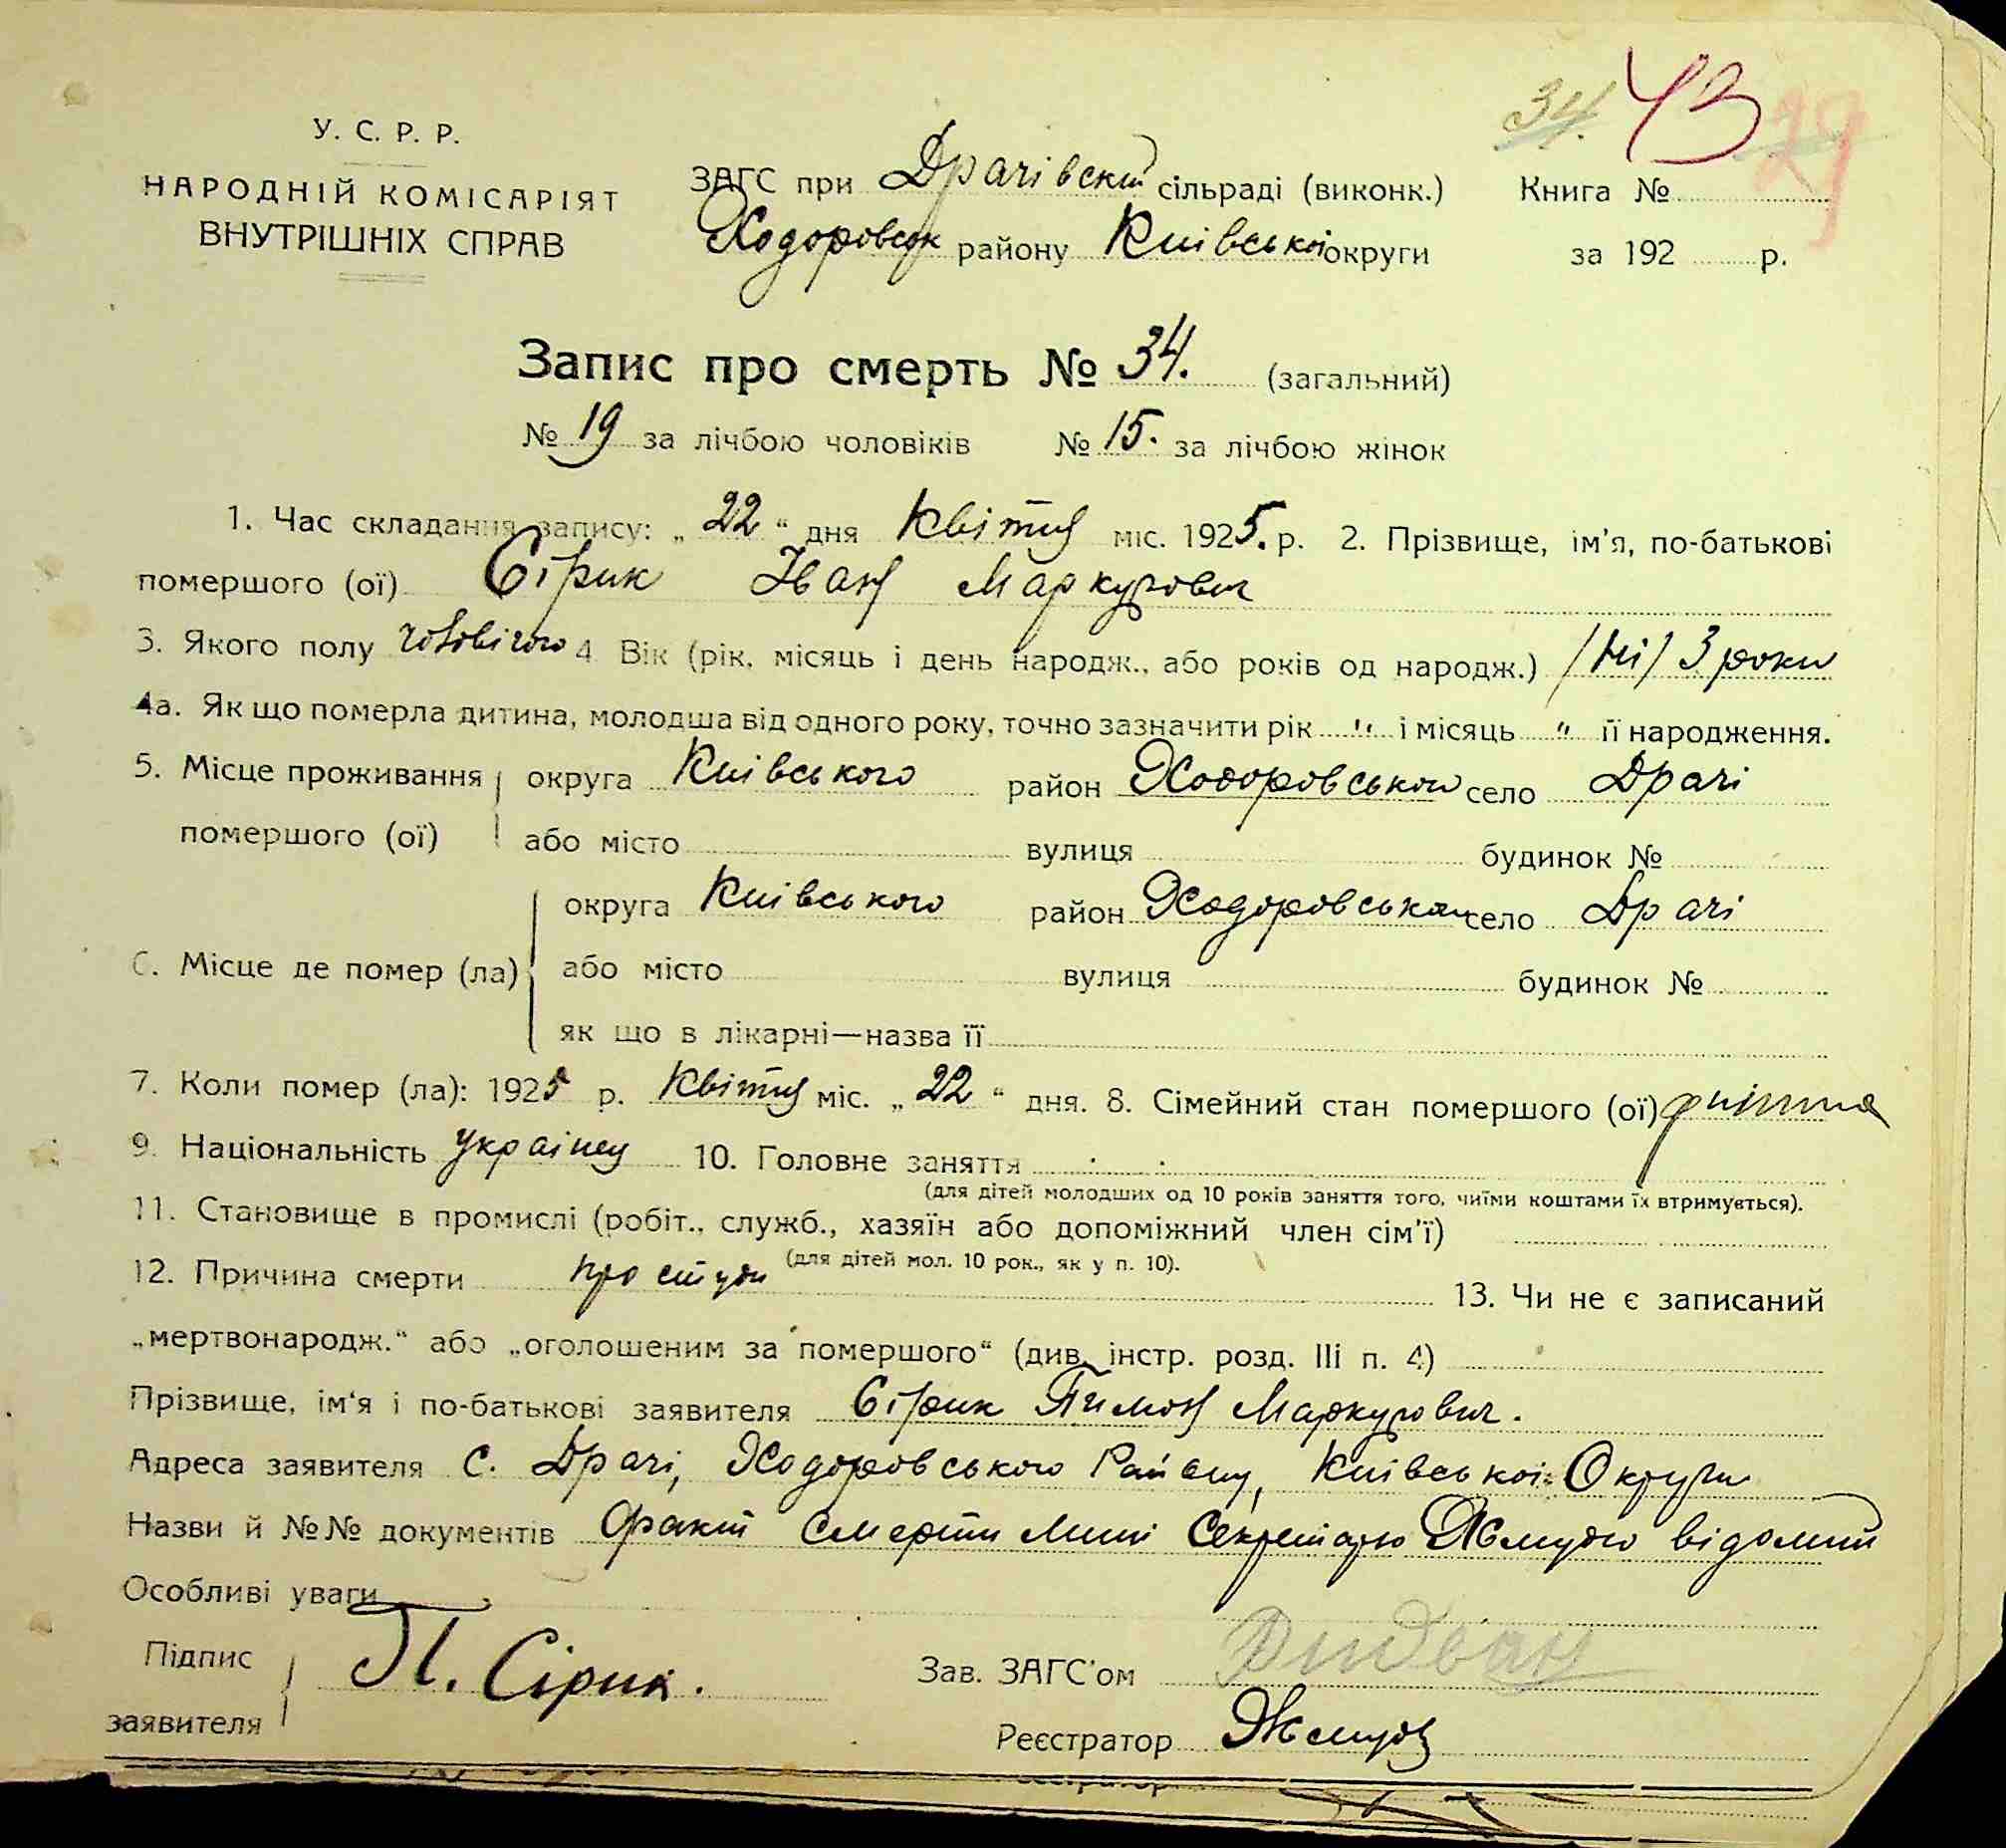 34. 43 29
У. С. Р. Р.
НАРОДНІЙ КОМІСАРІЯТ
ВНУТРІШНІХ СПРАВ
ЗАГС при Драчівскій сільраді (виконк.) Книга №
Ходоровськ району Київської округи за 192 р.
Запис про смерть № 34. (загальний)
№ 19 за лічбою чоловіків № 15. за лічбою жінок
1. Час складання запису: „ 22 “ дня Квітня міс. 1925. р. 2. Прізвище, ім'я, по-батькові
помершого (ої) Сірик Іван Маркурович
3. Якого полу чоловічого 4 Вік (рік, місяць і день народж., або років од народж.) 3 роки
4а. Як що померла дитина, молодша від одного року, точно зазначити рік " і місяць " її народження.
5. Місце проживання округа Київського район Ходоровського село Драчі
помершого (ої) або місто вулиця будинок №
округа Київського район Ходоровського село Драчі
6. Місце де помер (ла) або місто вулиця будинок №
як що в лікарні—назва її
7. Коли помер (ла): 1925 р. Квітня міс. „ 22 “ дня. 8. Сімейний стан помершого (ої) дитина
9. Національність Українец 10. Головне заняття
(для дітей молодших од 10 років заняття того, чиїми коштами їх втримується).
11. Становище в промислі (робіт., служб., хазяїн або допоміжний член сім'ї)
(для дітей мол. 10 рок., як у п. 10).
12. Причина смерти простуди 13. Чи не є записаний
„мертвонародж.“ або „оголошеним за помершого“ (див. інстр. розд. III п. 4)
Прізвище, ім'я і по-батькові заявителя Сірик Пимон Маркурович.
Адреса заявителя С. Драчі, Ходоровського Району, Київської Округи
Назви й №№ документів Факт смерти мині Секретарю відомий
Особливі уваги
Підпис П. Сірик. Зав. ЗАГС'ом
заявителя Реєстратор